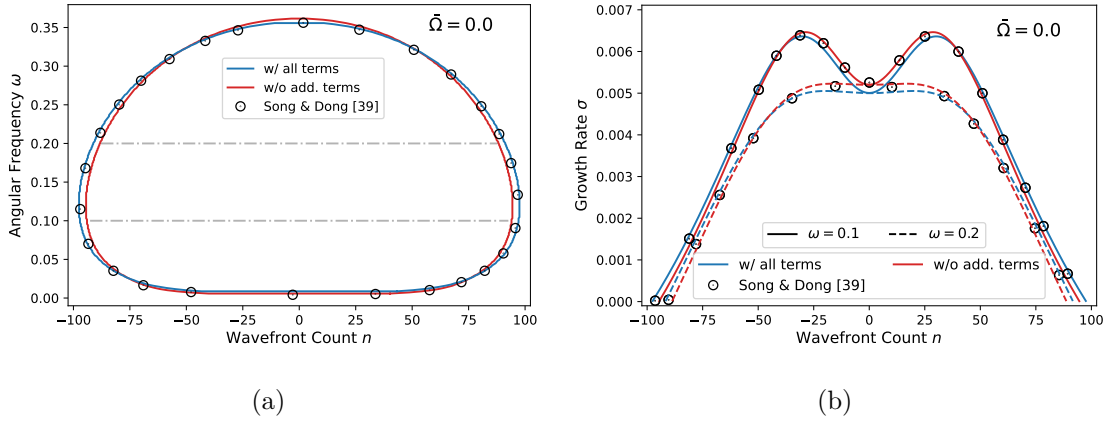 Ω̄ = 0.0
0.35
0.30
0.25
0.20
0.15
0.10
0.05
0.00
Angular Frequency ω
w/ all terms
w/o add. terms
Song & Dong [39]
−100 −75 −50 −25 0 25 50 75 100
Wavefront Count n
(a)
Ω̄ = 0.0
0.006
0.005
0.004
0.003
0.002
0.001
0.000
Growth Rate σ
ω = 0.1 ω = 0.2
w/ all terms w/o add. terms
Song & Dong [39]
−100 −75 −50 −25 0 25 50 75 100
Wavefront Count n
(b)